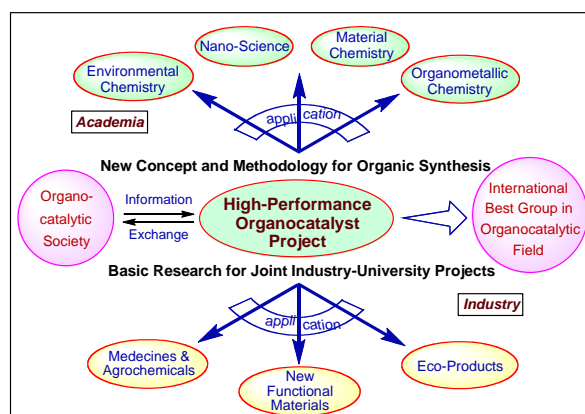 Nano-Science
Material
Chemistry
Environmental
Chemistry
Organometallic
Chemistry
Academia
application
New Concept and Methodology for Organic Synthesis
Organo-
catalytic
Society
Information
Exchange
High-Performance
Organocatalyst
Project
International
Best Group in
Organocatalytic
Field
Basic Research for Joint Industry-University Projects
Industry
application
Medecines &
Agrochemicals
New
Functional
Materials
Eco-Products